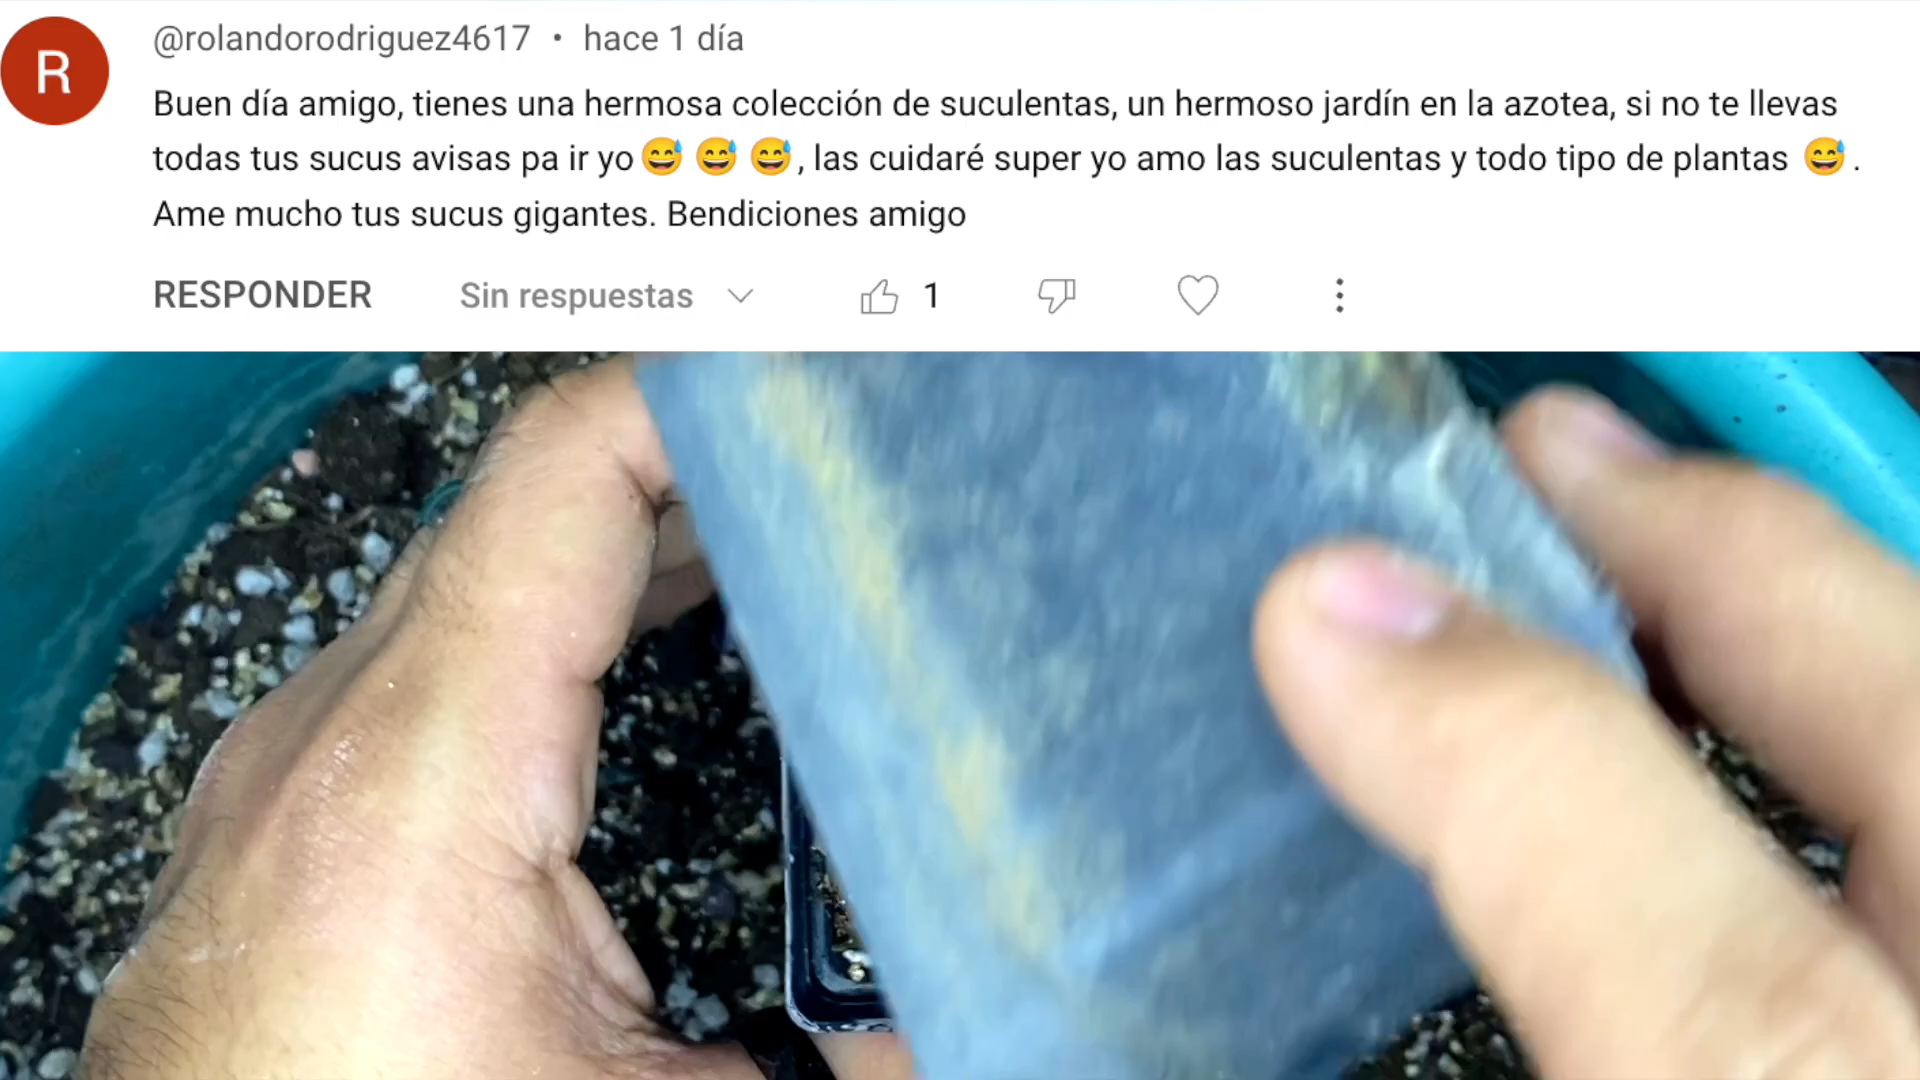 R
@rolandorodriguez4617 • hace 1 día
Buen día amigo, tienes una hermosa colección de suculentas, un hermoso jardín en la azotea, si no te llevas
todas tus sucus avisas pa ir yo😅 😅 😅, las cuidaré super yo amo las suculentas y todo tipo de plantas 😅.
Ame mucho tus sucus gigantes. Bendiciones amigo
RESPONDER Sin respuestas 1